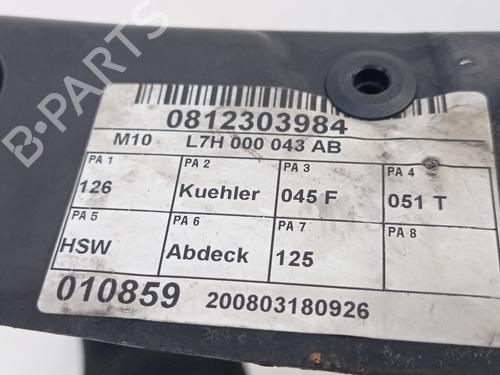 0812303984
M10 L7H 000 043 AB
PA 1 PA 2 PA 3 PA 4
126 Kuehler 045 F 051 T
PA 5 PA 6 PA 7 PA 8
HSW Abdeck 125
010859 200803180926
B-PARTS